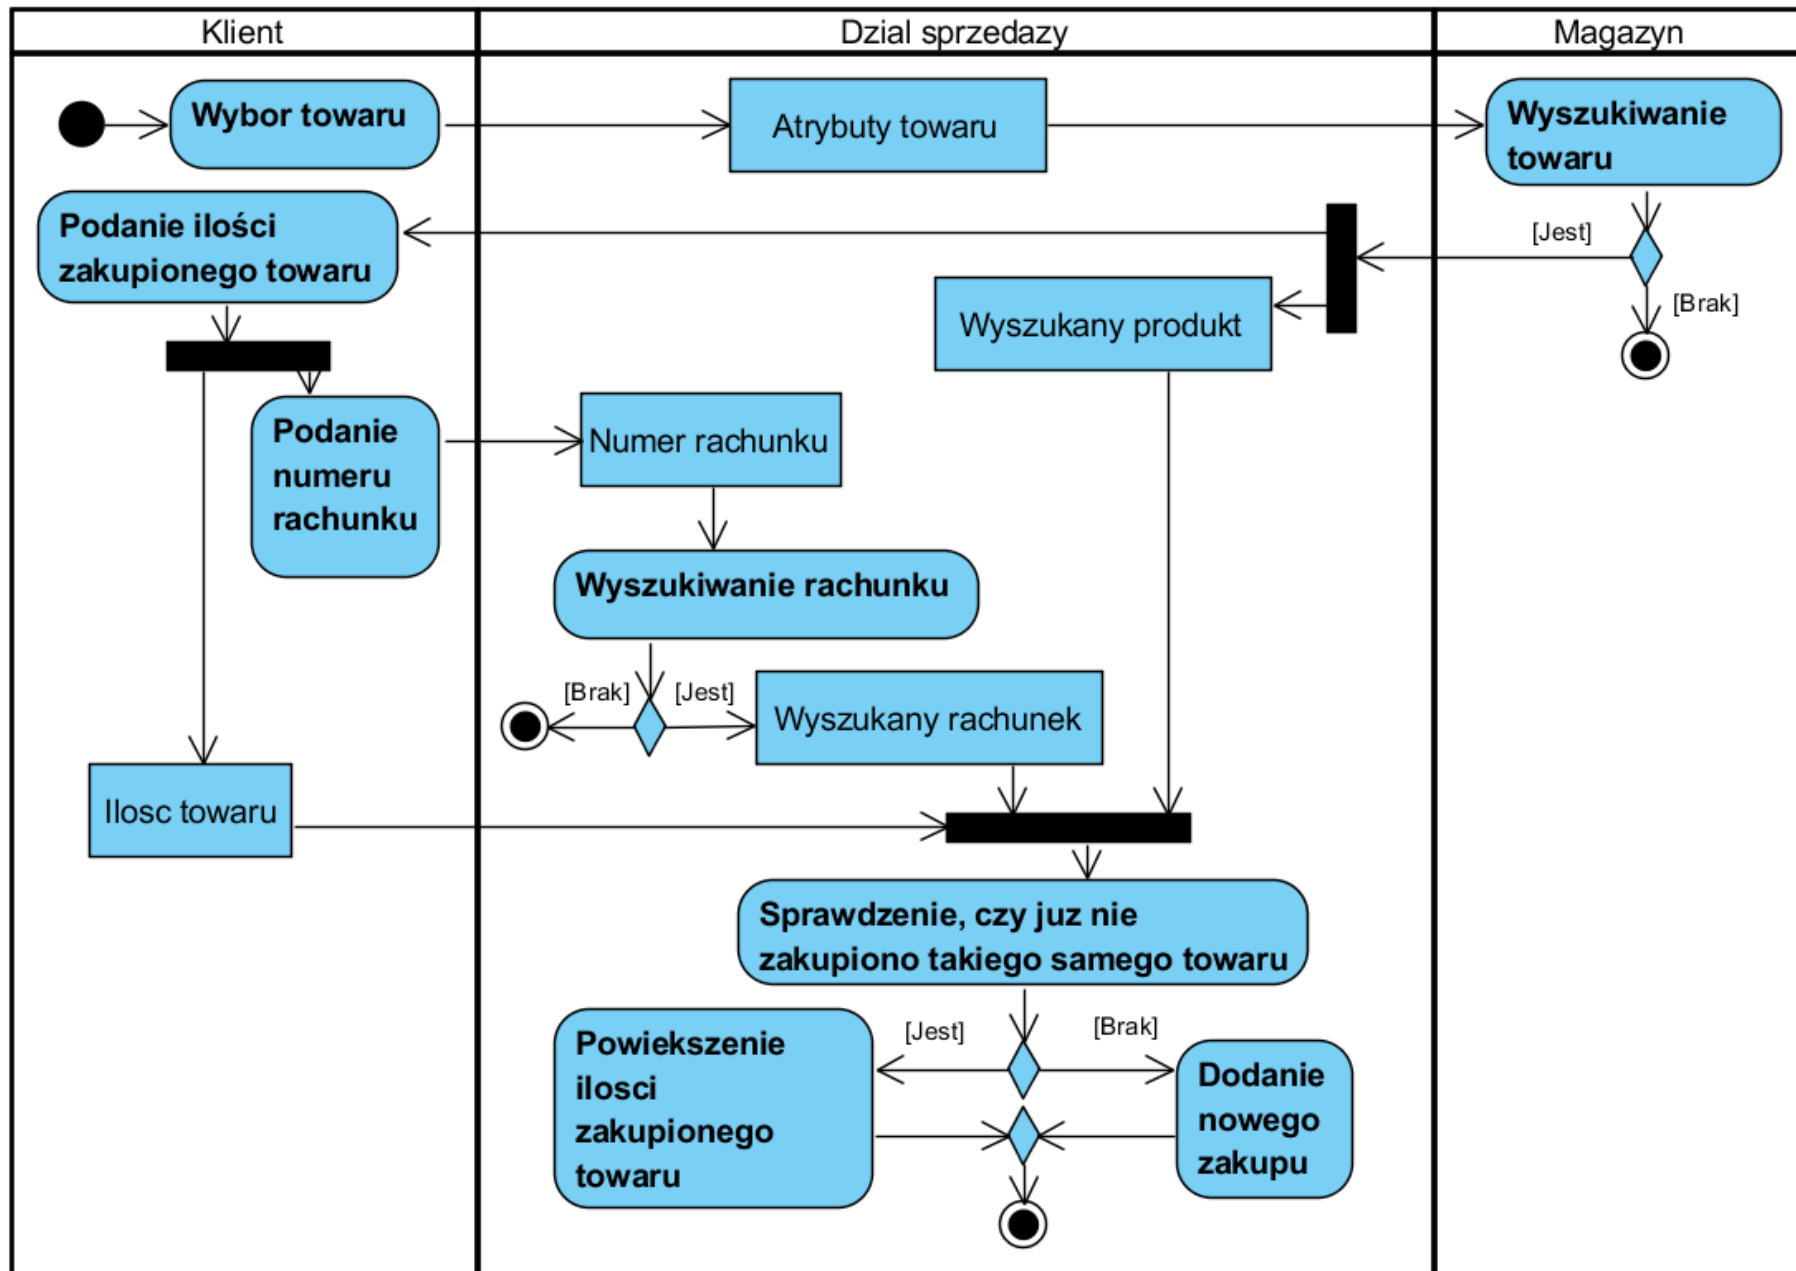 Klient
Dzial sprzedazy
Magazyn
Wybor towaru
Atrybuty towaru
Wyszukiwanie
towaru
Podanie ilości
zakupionego towaru
[Jest]
[Brak]
Wyszukany produkt
Podanie
numeru
rachunku
Numer rachunku
Wyszukiwanie rachunku
[Brak]
[Jest]
Wyszukany rachunek
Ilosc towaru
Sprawdzenie, czy juz nie
zakupiono takiego samego towaru
[Jest]
[Brak]
Powiekszenie
ilosci
zakupionego
towaru
Dodanie
nowego
zakupu